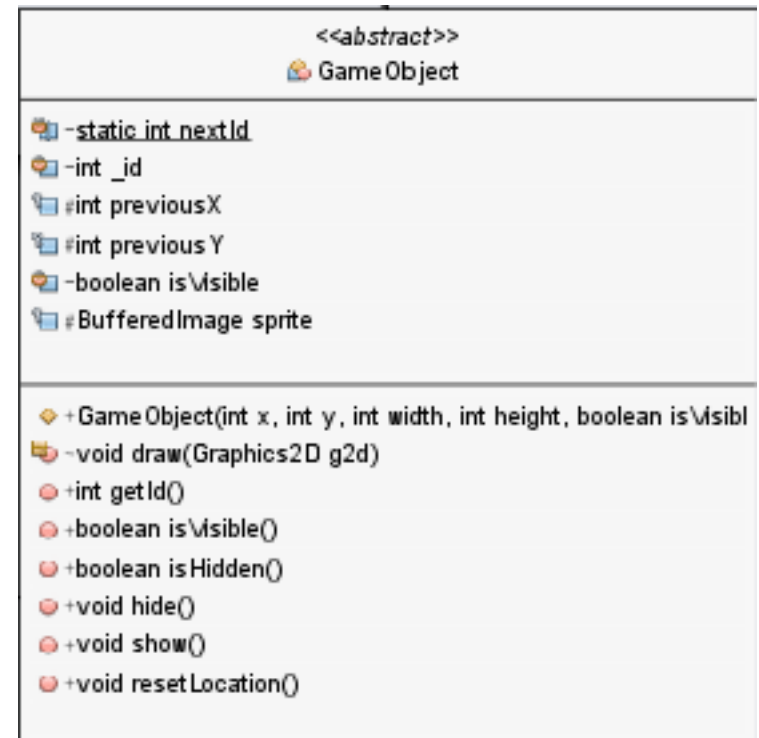 <<abstract>>
GameObject
-static int nextId
-int _id
#int previousX
#int previousY
-boolean isVisible
#BufferedImage sprite
+GameObject(int x, int y, int width, int height, boolean isVisibl
~void draw(Graphics2D g2d)
+int getId()
+boolean isVisible()
+boolean isHidden()
+void hide()
+void show()
+void resetLocation()